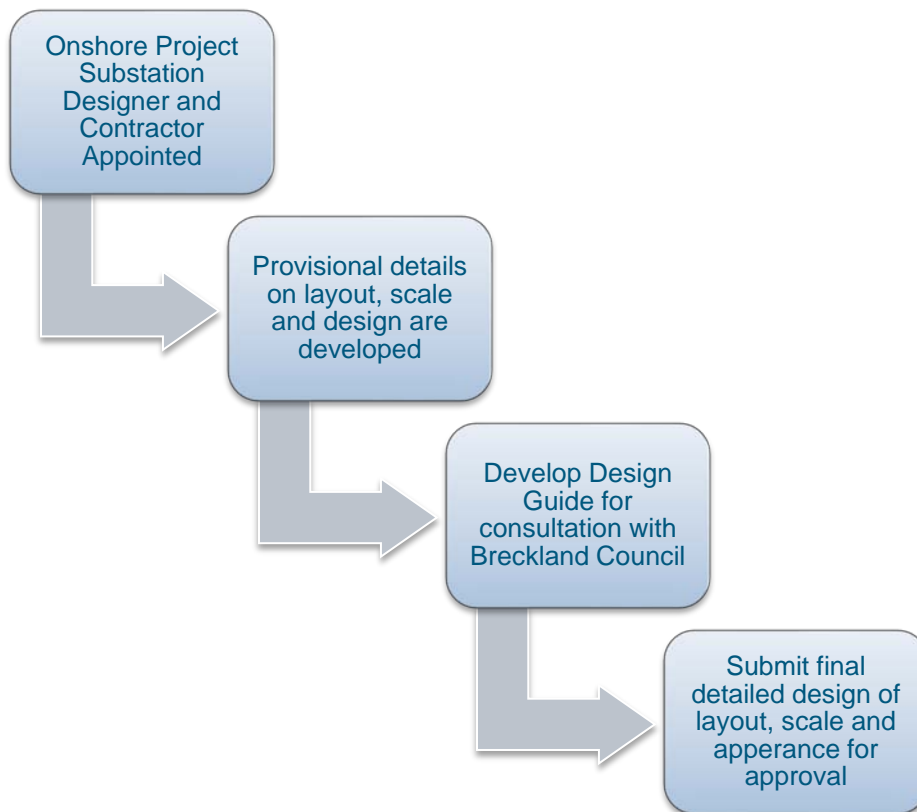 Onshore Project
Substation
Designer and
Contractor
Appointed
Provisional details
on layout, scale
and design are
developed
Develop Design
Guide for
consultation with
Breckland Council
Submit final
detailed design of
layout, scale and
apperance for
approval